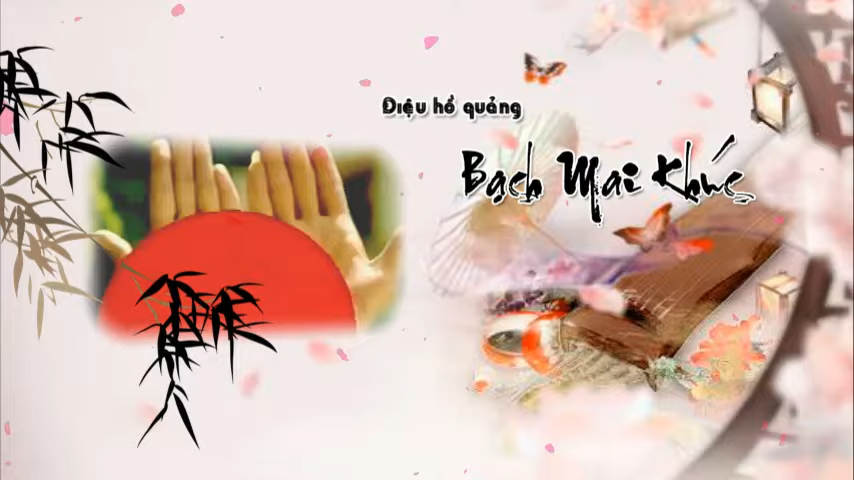 Điệu hồ quảng
Bạch Mai Khúc